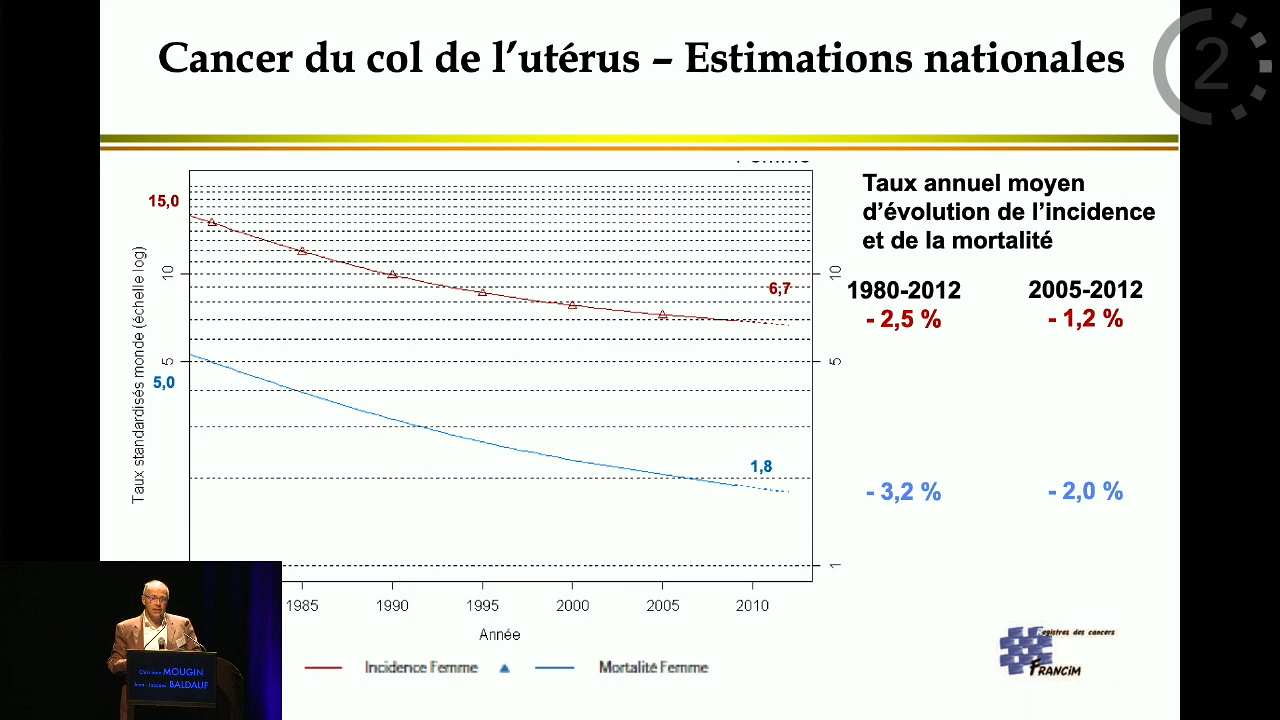 Cancer du col de l’utérus – Estimations nationales
2
15,0
10
5
5,0
Taux standardisés monde (échelle log)
6,7
1,8
10
5
1
1985 1990 1995 2000 2005 2010
Année
Incidence Femme Mortalité Femme
Taux annuel moyen
d’évolution de l’incidence
et de la mortalité
1980-2012 2005-2012
- 2,5 % - 1,2 %
- 3,2 % - 2,0 %
Registres des cancers
FRANCIM
Christiane MOUGIN
Jean-Jacques BALDAUF